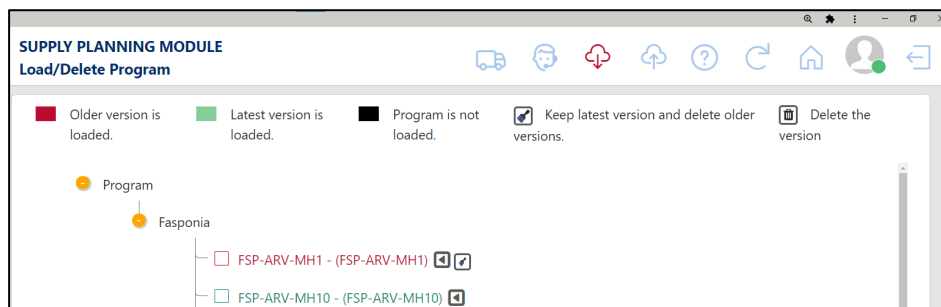 SUPPLY PLANNING MODULE
Load/Delete Program
Older version is loaded.
Latest version is loaded.
Program is not loaded.
Keep latest version and delete older versions.
Delete the version
Program
Fasponia
FSP-ARV-MH1 - (FSP-ARV-MH1)
FSP-ARV-MH10 - (FSP-ARV-MH10)